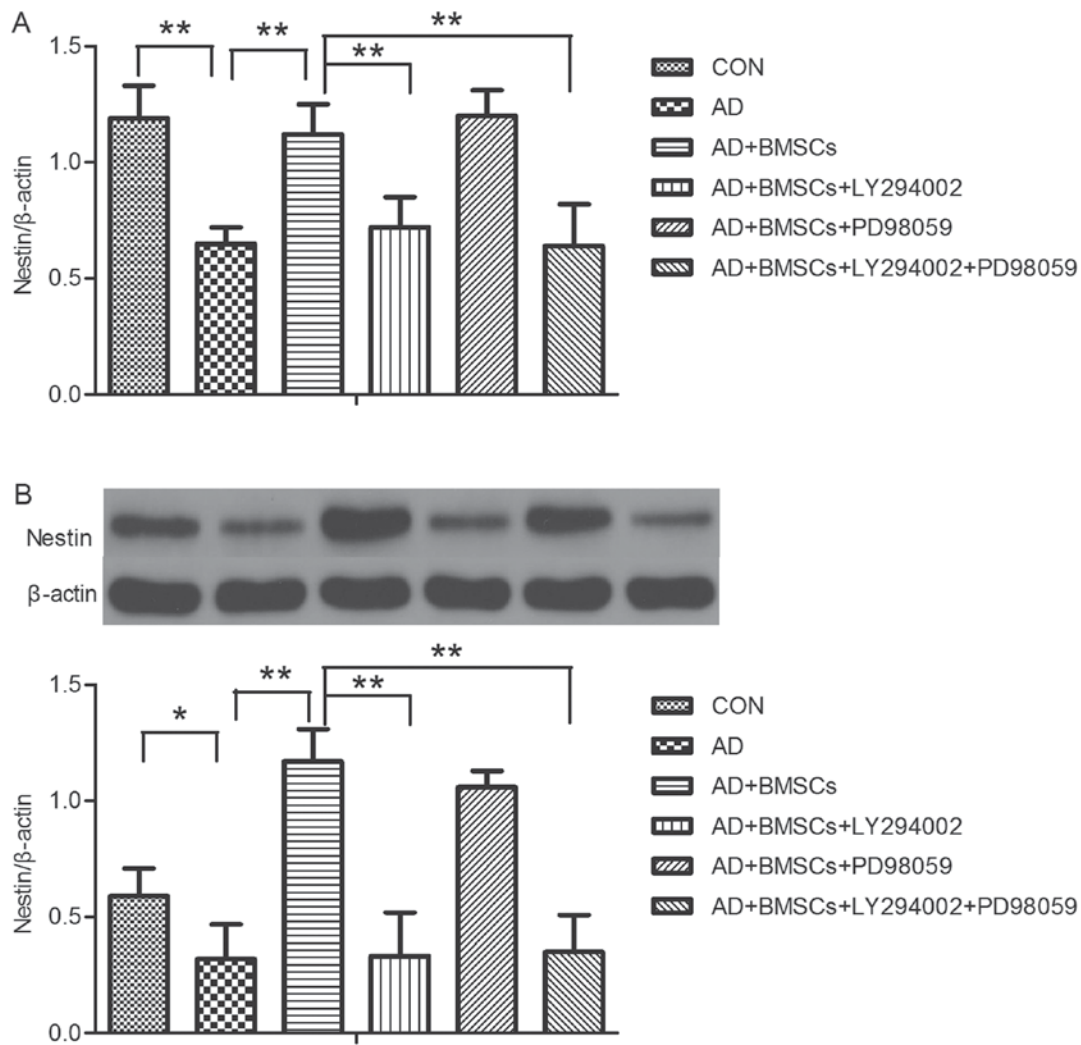 A
** ** ** **
1.5
1.0
0.5
0.0
Nestin/β-actin
CON
AD
AD+BMSCs
AD+BMSCs+LY294002
AD+BMSCs+PD98059
AD+BMSCs+LY294002+PD98059
B
Nestin
β-actin
* ** ** **
1.5
1.0
0.5
0.0
Nestin/β-actin
CON
AD
AD+BMSCs
AD+BMSCs+LY294002
AD+BMSCs+PD98059
AD+BMSCs+LY294002+PD98059